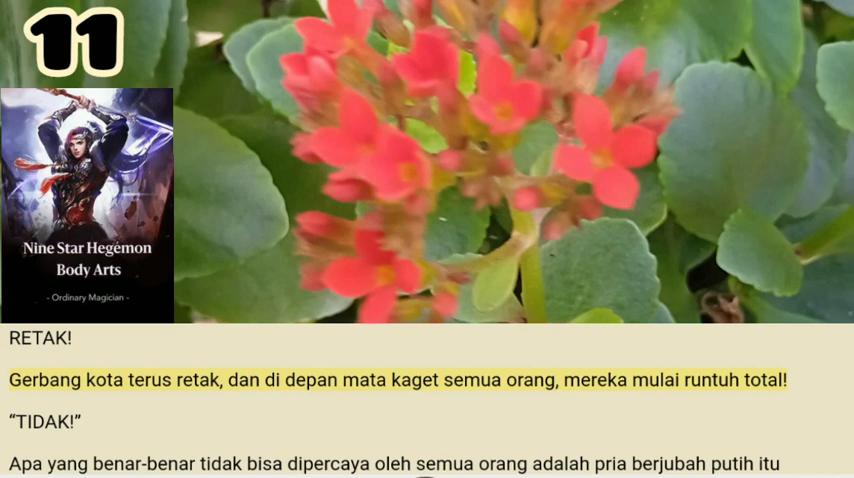 11
Nine Star Hegemon
Body Arts
- Ordinary Magician -
RETAK!
Gerbang kota terus retak, dan di depan mata kaget semua orang, mereka mulai runtuh total!
“TIDAK!”
Apa yang benar-benar tidak bisa dipercaya oleh semua orang adalah pria berjubah putih itu